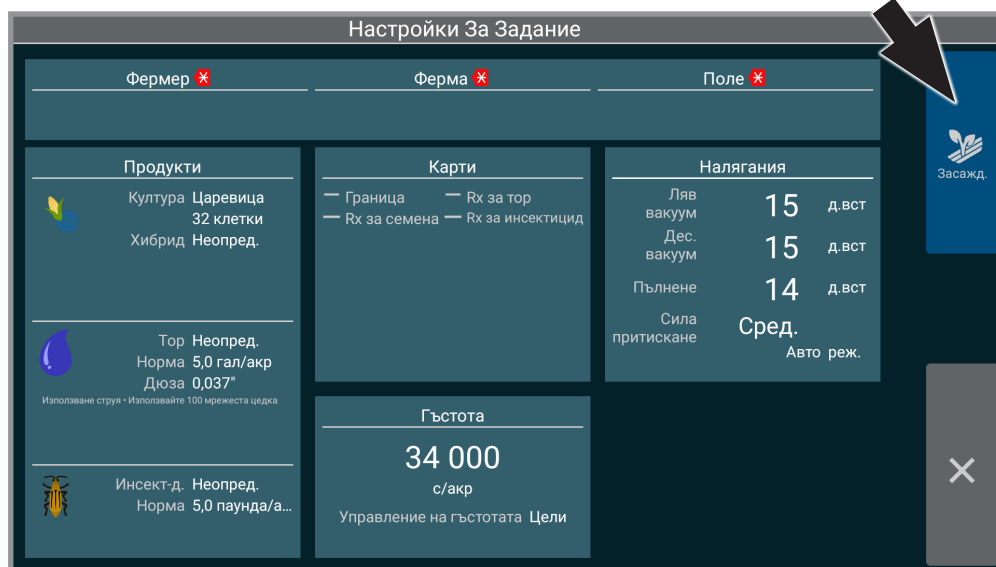 Настройки За Задание
Фермер *
Ферма *
Поле *
Засажд.
Продукти
Култура Царевица
32 клетки
Хибрид Неопред.
Тор Неопред.
Норма 5,0 гал/акр
Дюза 0,037"
Използване струя • Използвайте 100 мрежеста цедка
Инсект-д. Неопред.
Норма 5,0 паунда/а...
Карти
Граница
Rx за тор
Rx за семена
Rx за инсектицид
Гъстота
34 000
с/акр
Управление на гъстотата Цели
Налягания
Ляв вакуум 15 д.вст
Дес. вакуум 15 д.вст
Пълнене 14 д.вст
Сила притискане Сред.
Авто реж.